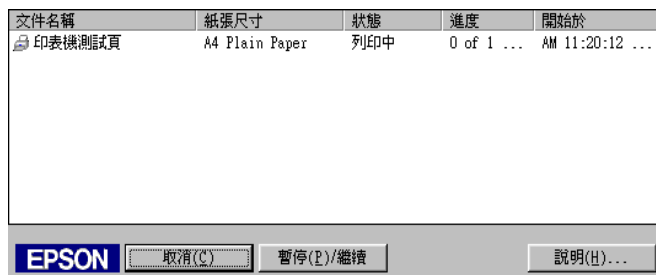 文件名稱 紙張尺寸 狀態 進度 開始於
印表機測試頁 A4 Plain Paper 列印中 0 of 1 ... AM 11:20:12 ...
EPSON 取消(C) 暫停(P)/繼續 說明(H)...